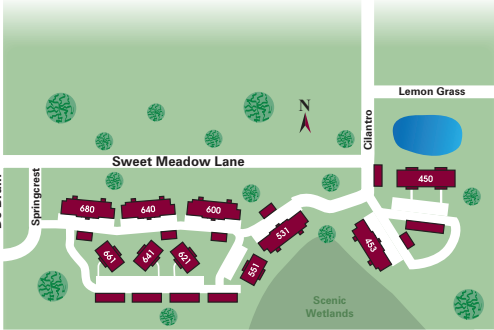 N
Lemon Grass
Cilantro
Sweet Meadow Lane
Springcrest
450
680
640
600
531
453
661
641
621
551
Scenic
Wetlands